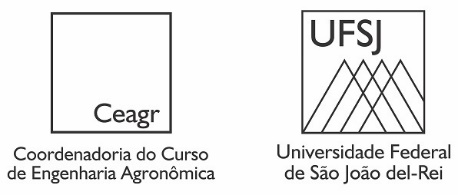 Ceagr
Coordenadoria do Curso
de Engenharia Agronômica
UFSJ
Universidade Federal
de São João del-Rei